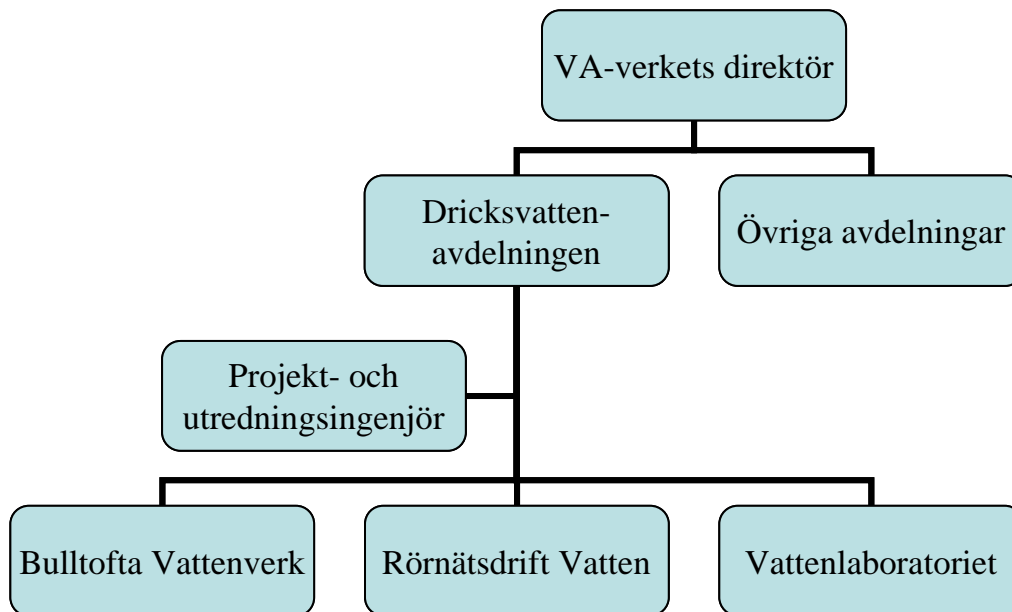 VA-verkets direktör
Dricksvatten-
avdelningen
Övriga avdelningar
Projekt- och
utredningsingenjör
Bulltofta Vattenverk
Rörnätsdrift Vatten
Vattenlaboratoriet